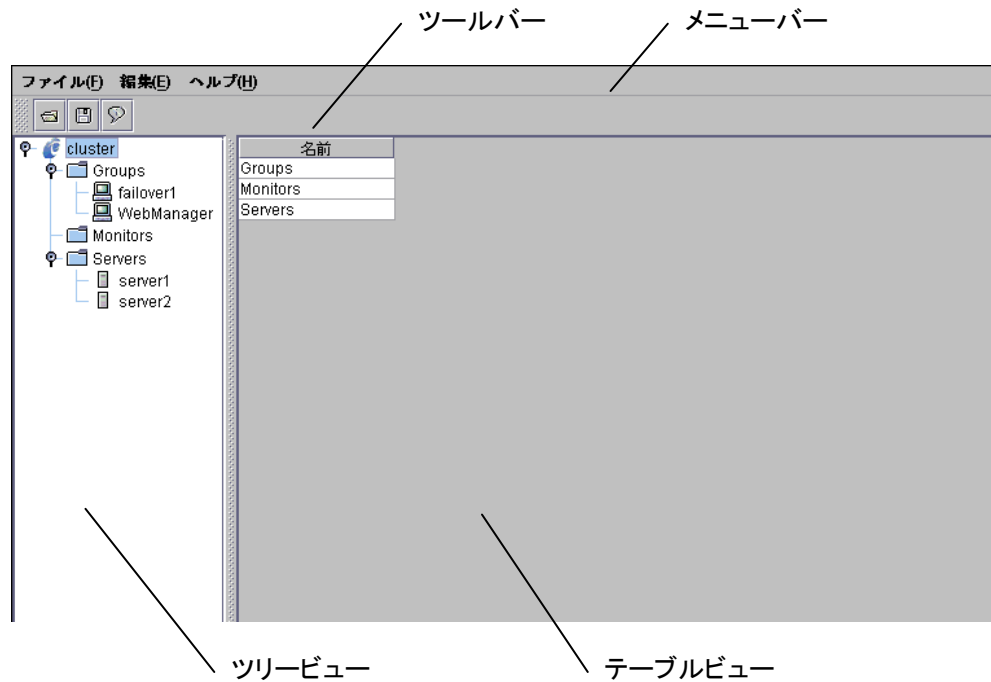 ツールバー
メニューバー
ファイル(F) 編集(E) ヘルプ(H)
cluster
Groups
failover1
WebManager
Monitors
Servers
server1
server2
名前
Groups
Monitors
Servers
ツリービュー
テーブルビュー